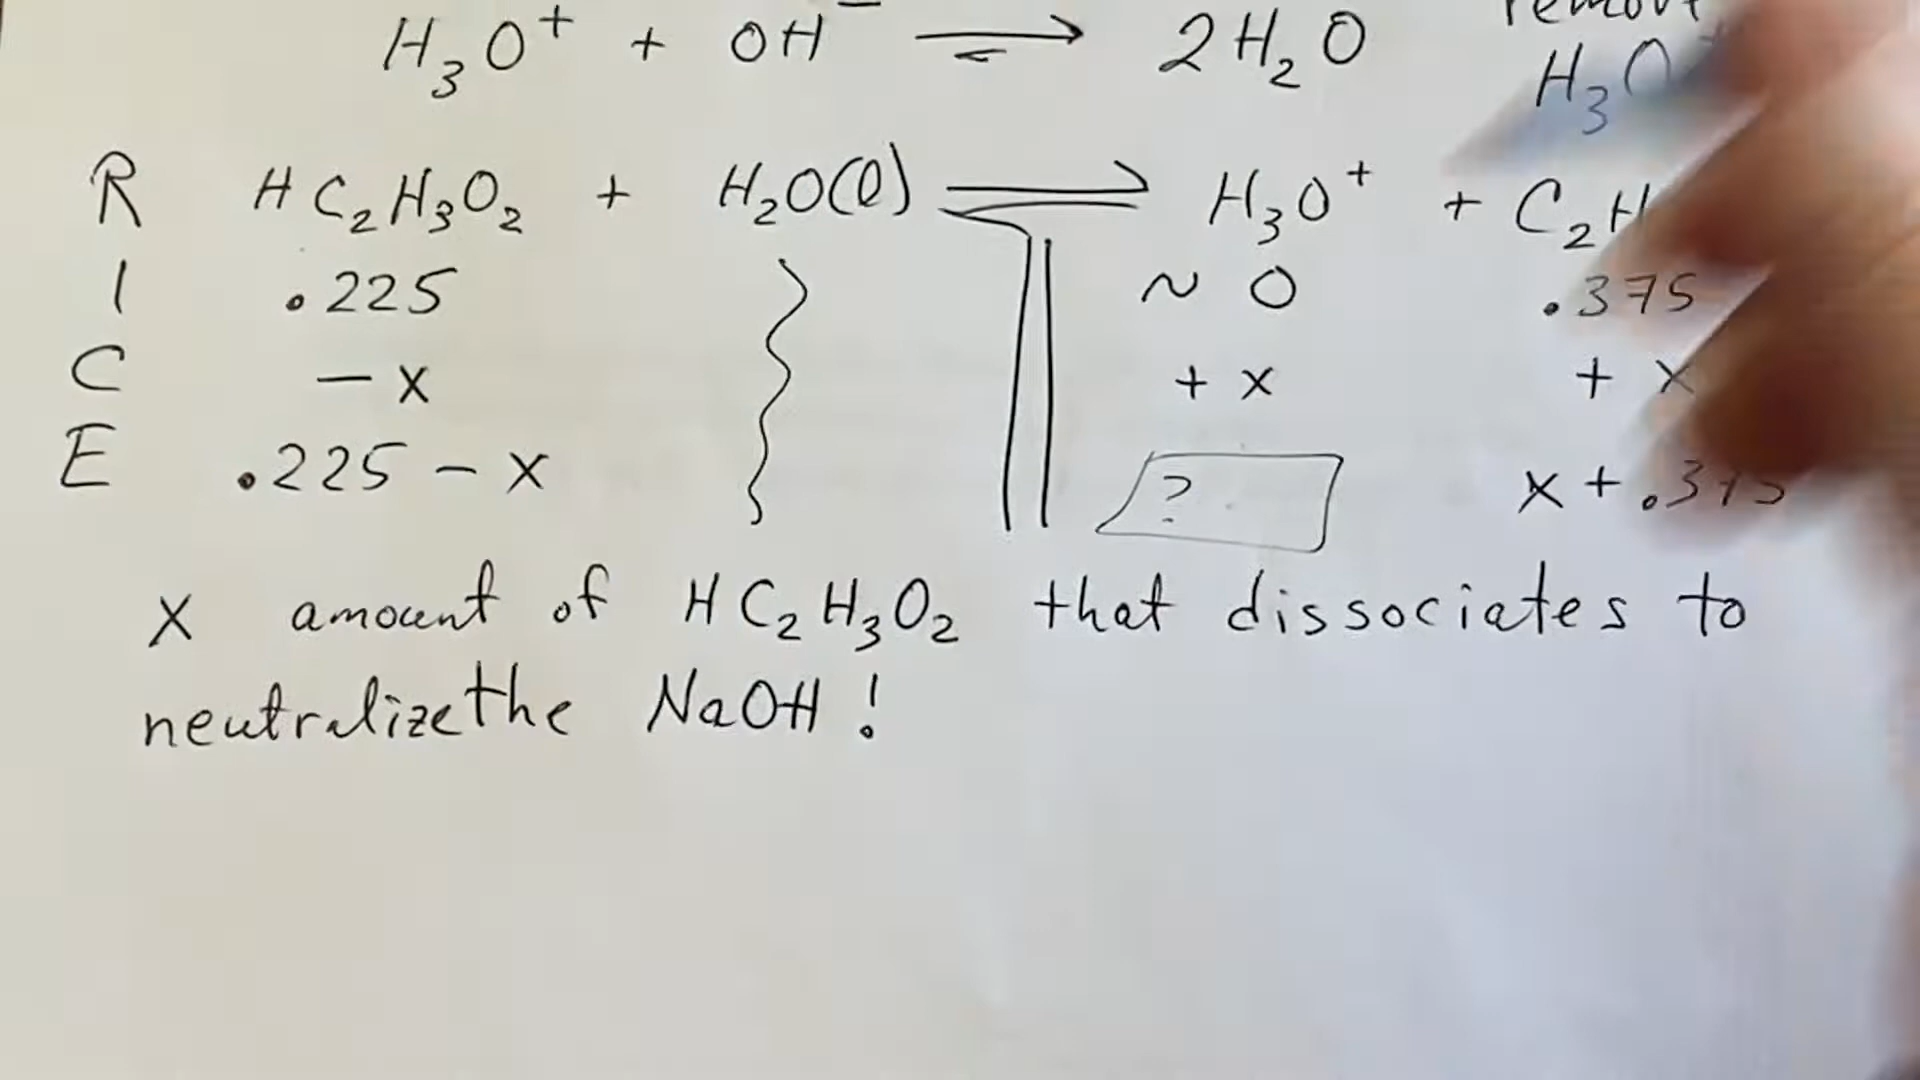 H₃O⁺ + OH⁻ ⇌ 2H₂O
H₃O
R HC₂H₃O₂ + H₂O(l) ⇌ H₃O⁺ + C₂H
I .225 ~ 0 .375
C - x + x + x
E .225 - x ? x + .375
x amount of HC₂H₃O₂ that dissociates to
neutralize the NaOH!